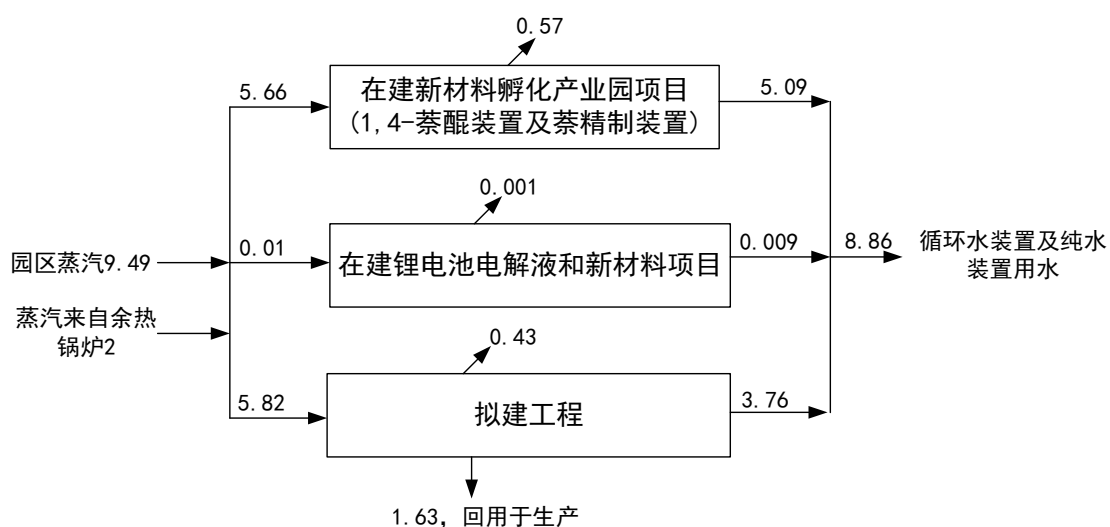 0.57
5.66
在建新材料孵化产业园项目
(1,4-萘醌装置及萘精制装置)
5.09
0.001
园区蒸汽9.49
0.01
在建锂电池电解液和新材料项目
0.009
8.86
循环水装置及纯水
装置用水
蒸汽来自余热
锅炉2
0.43
5.82
拟建工程
3.76
1.63，回用于生产